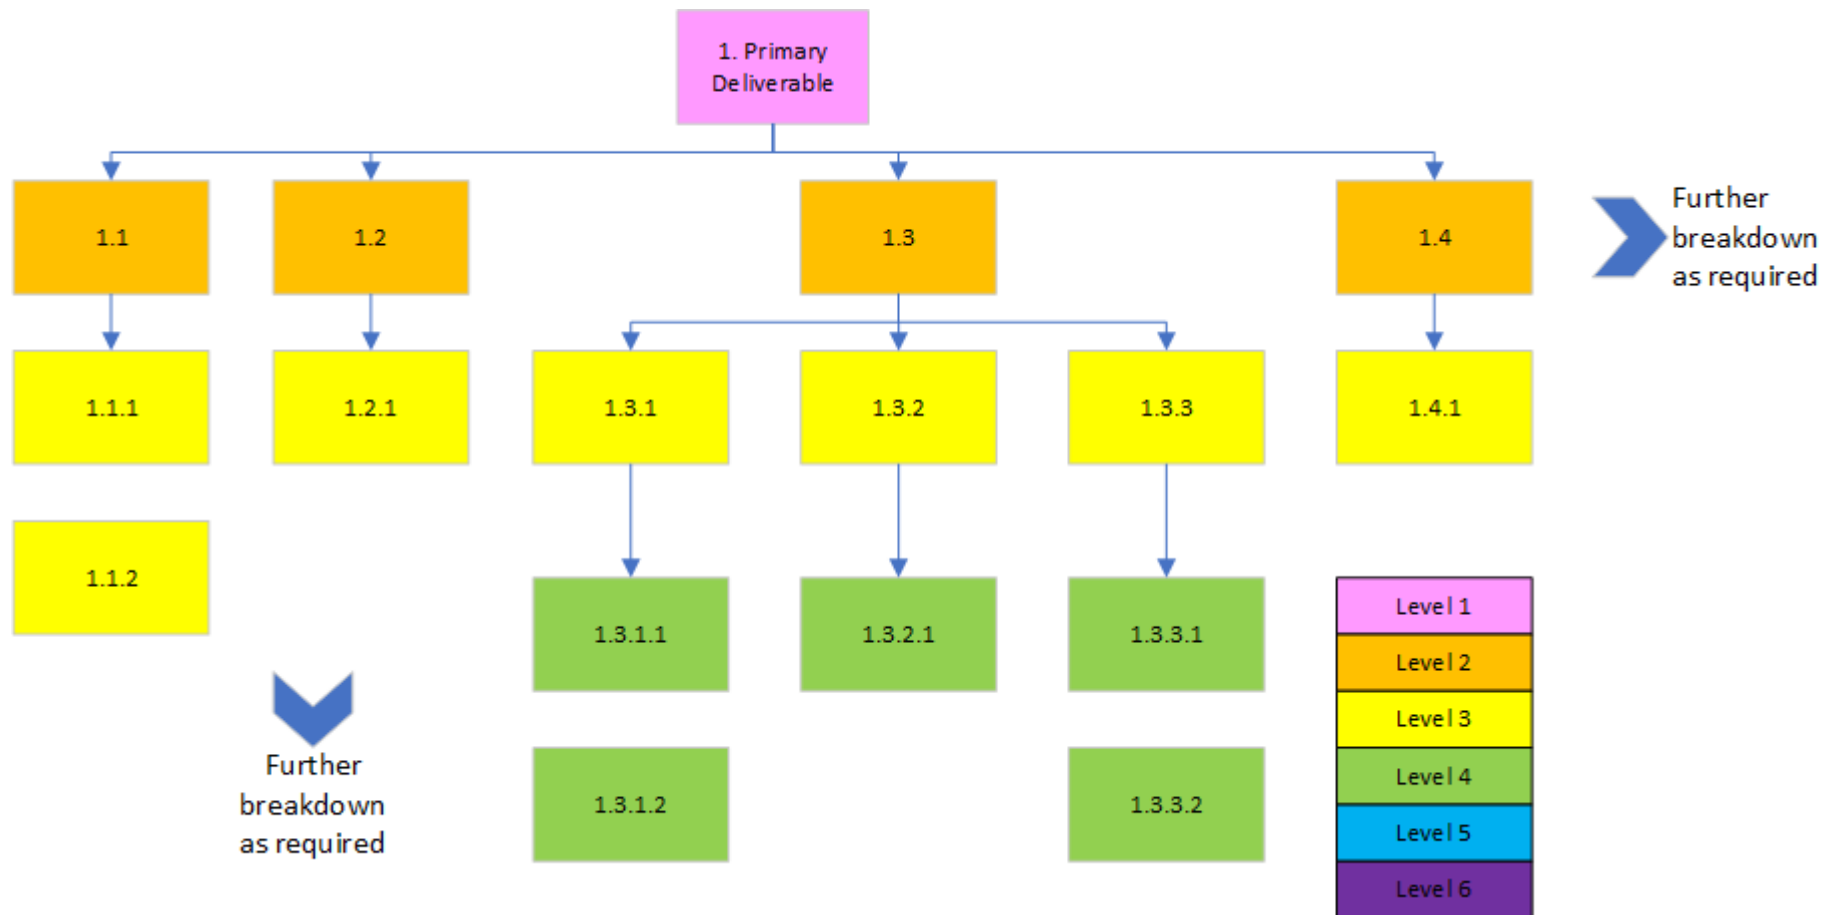 1. Primary
Deliverable
1.1
1.2
1.3
1.4
Further
breakdown
as required
1.1.1
1.2.1
1.3.1
1.3.2
1.3.3
1.4.1
1.1.2
1.3.1.1
1.3.2.1
1.3.3.1
Further
breakdown
as required
1.3.1.2
1.3.3.2
Level 1
Level 2
Level 3
Level 4
Level 5
Level 6